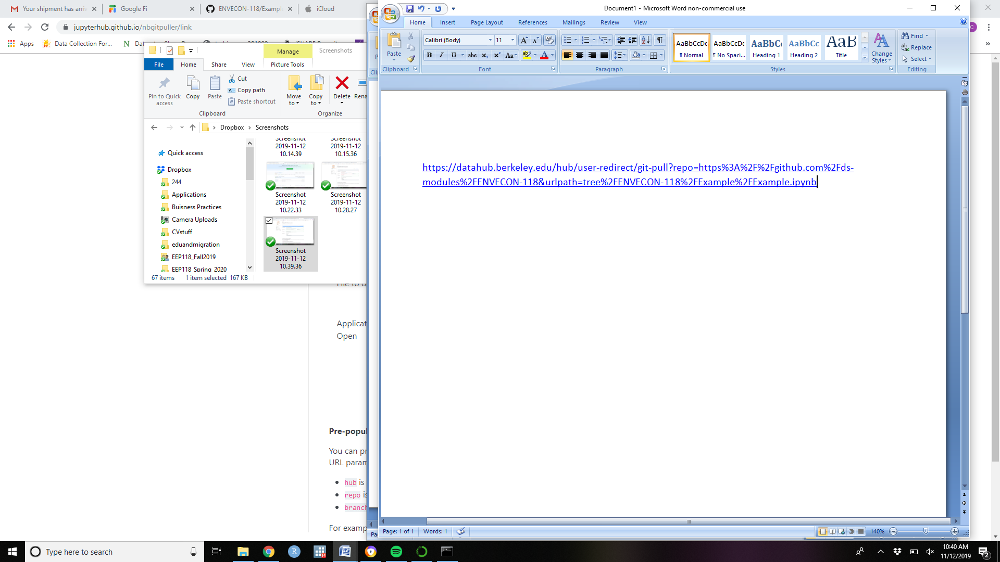 Your shipment has arriv
Google Fi
ENVECON-118/Example
iCloud
jupyterhub.github.io/nbgitpuller/link
Apps
Data Collection For...
Manage
Screenshots
File
Home
Share
View
Picture Tools
Pin to Quick access
Copy
Paste
Cut
Copy path
Paste shortcut
Move to
Copy to
Delete
Rena
Clipboard
Organize
Dropbox
Screenshots
Quick access
Dropbox
244
Applications
Buisness Practices
Camera Uploads
CVstuff
eduandmigration
EEP118_Fall2019
EEP118_Spring_2020
Screenshot
2019-11-12
10.14.39
Screenshot
2019-11-12
10.15.36
Screenshot
2019-11-12
10.22.33
Screenshot
2019-11-12
10.28.27
Screenshot
2019-11-12
10.39.36
67 items
1 item selected 167 KB
Applicat
Open
Pre-popul
You can pr
URL param
hub is
repo is
branch
For examp
Document1 - Microsoft Word non-commercial use
Home
Insert
Page Layout
References
Mailings
Review
View
Paste
Clipboard
Calibri (Body)
11
Font
Paragraph
AaBbCcDc
¶ Normal
AaBbCcDc
¶ No Spaci...
AaBbC
Heading 1
AaBbCc
Heading 2
AaB
Title
Change Styles
Styles
Find
Replace
Select
Editing
https://datahub.berkeley.edu/hub/user-redirect/git-pull?repo=https%3A%2F%2Fgithub.com%2Fds-
modules%2FENVECON-118&urlpath=tree%2FENVECON-118%2FExample%2FExample.ipynb
Page: 1 of 1
Words: 1
140%
Type here to search
10:40 AM
11/12/2019
2